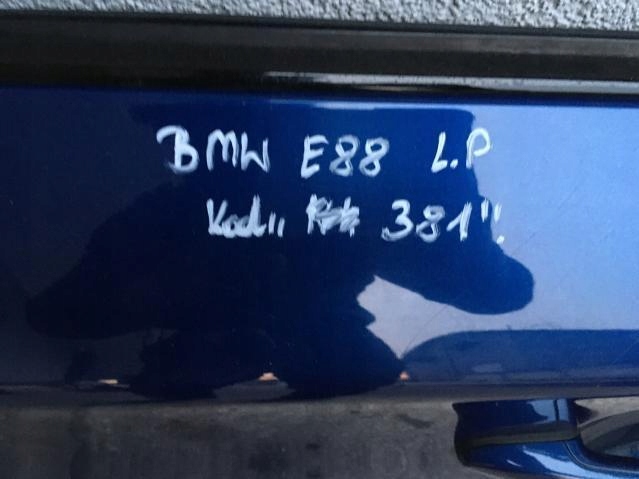 BMW E88 L.P
Kod,, 381".